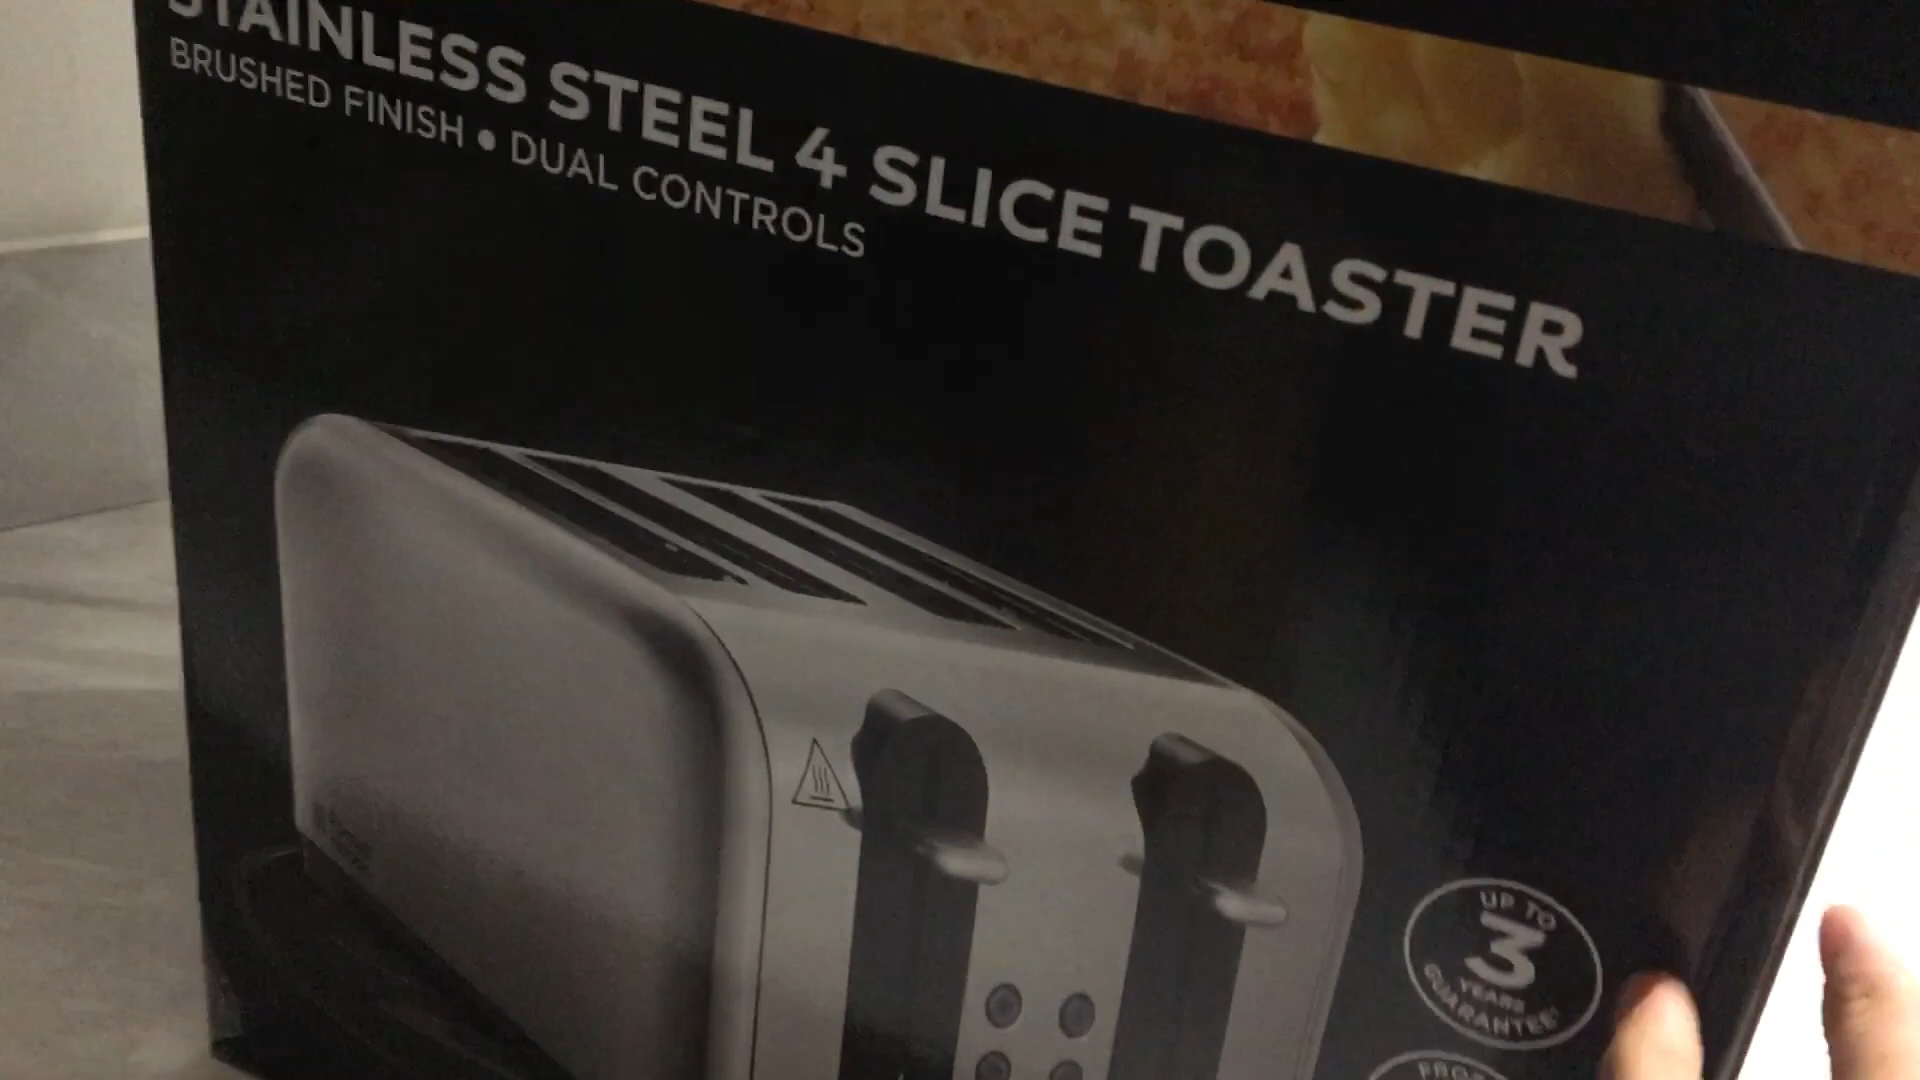 STAINLESS STEEL 4 SLICE TOASTER
BRUSHED FINISH • DUAL CONTROLS
UP TO
3
YEARS
GUARANTEE*